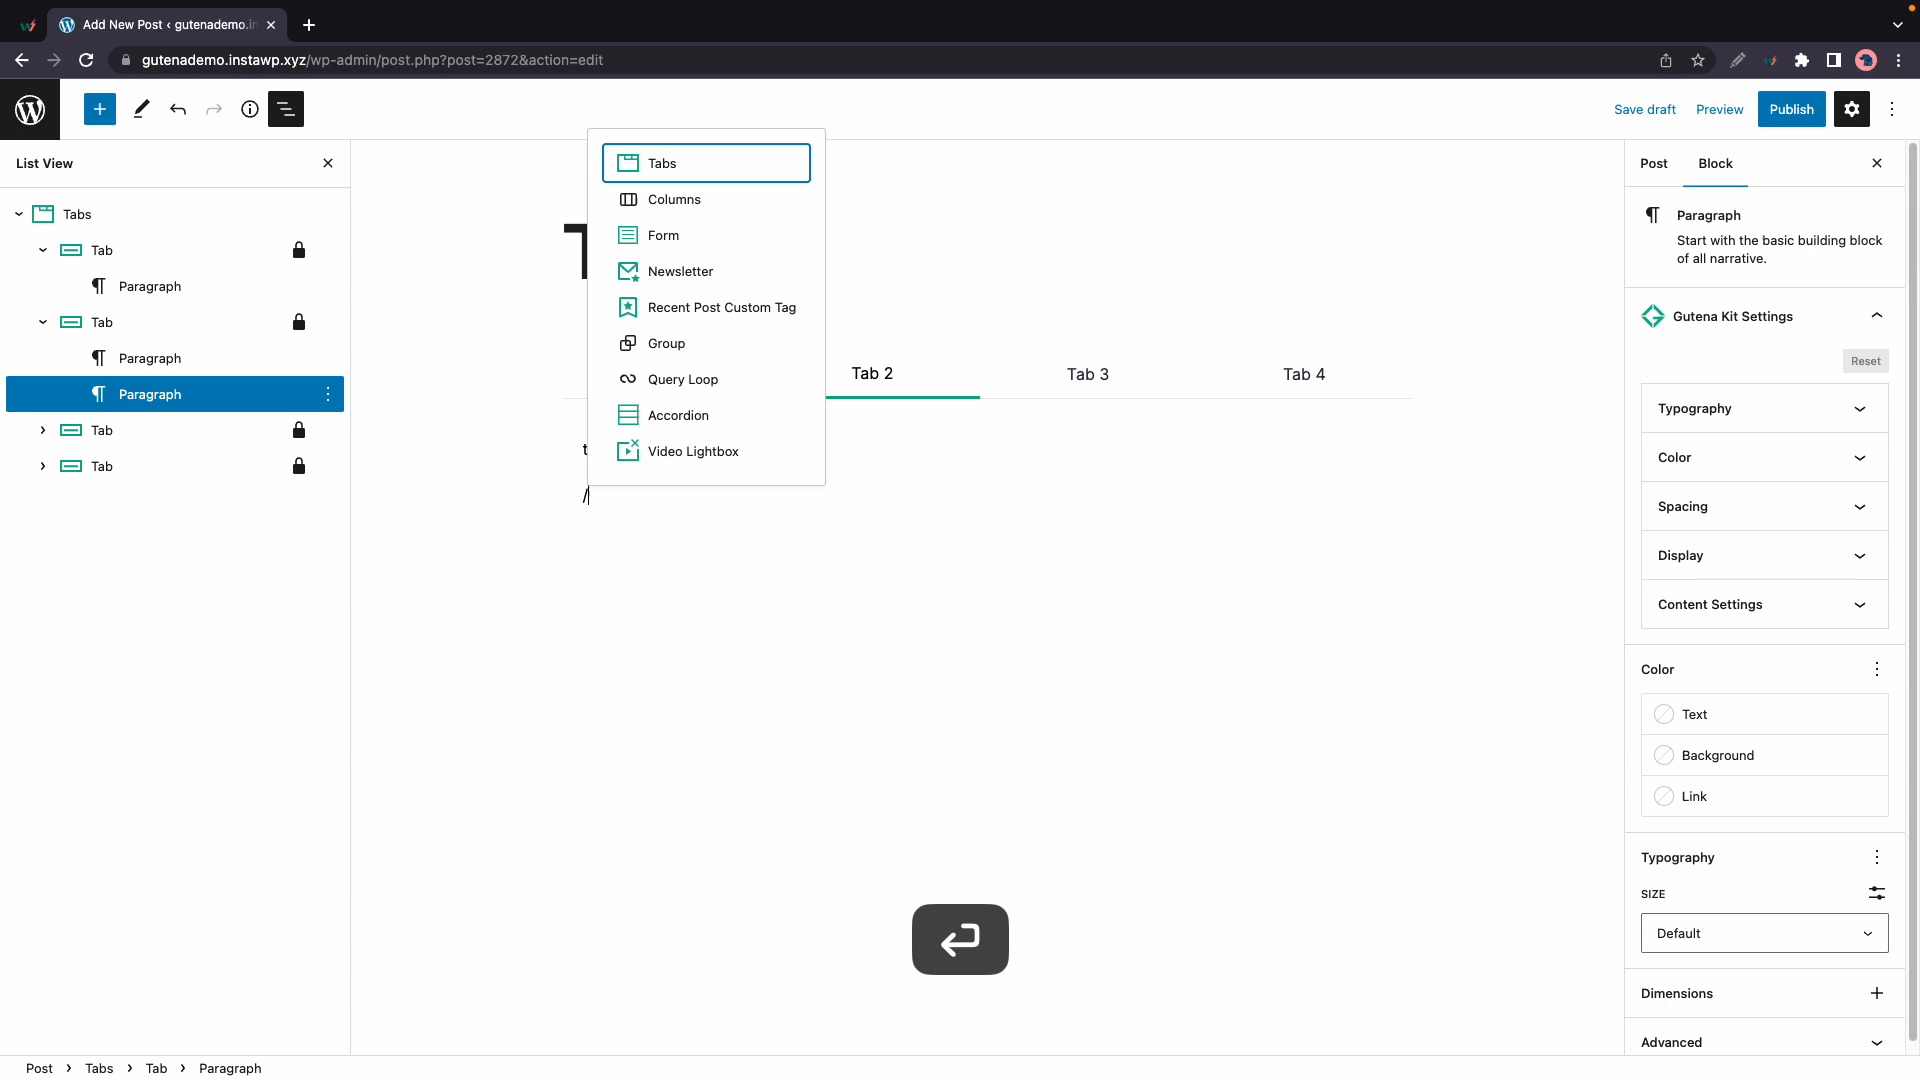 Add New Post ‹ gutenademo.in
gutenademo.instawp.xyz/wp-admin/post.php?post=2872&action=edit
Save draft
Preview
Publish
List View
Tabs
Tab
Paragraph
Tab
Paragraph
Paragraph
Tab
Tab
Tabs
Columns
Form
Newsletter
Recent Post Custom Tag
Group
Query Loop
Accordion
Video Lightbox
T
Tab 2
Tab 3
Tab 4
t
/
Post
Block
Paragraph
Start with the basic building block
of all narrative.
Gutena Kit Settings
Reset
Typography
Color
Spacing
Display
Content Settings
Color
Text
Background
Link
Typography
SIZE
Default
Dimensions
Advanced
Post > Tabs > Tab > Paragraph